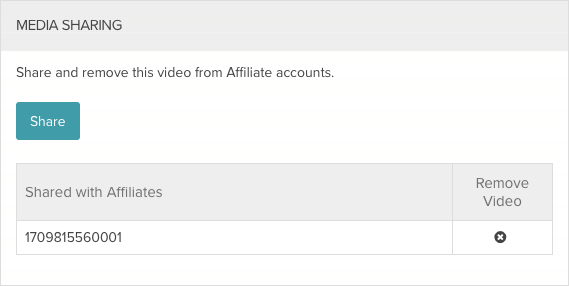 MEDIA SHARING
Share and remove this video from Affiliate accounts.
Share
Shared with Affiliates
Remove
Video
1709815560001